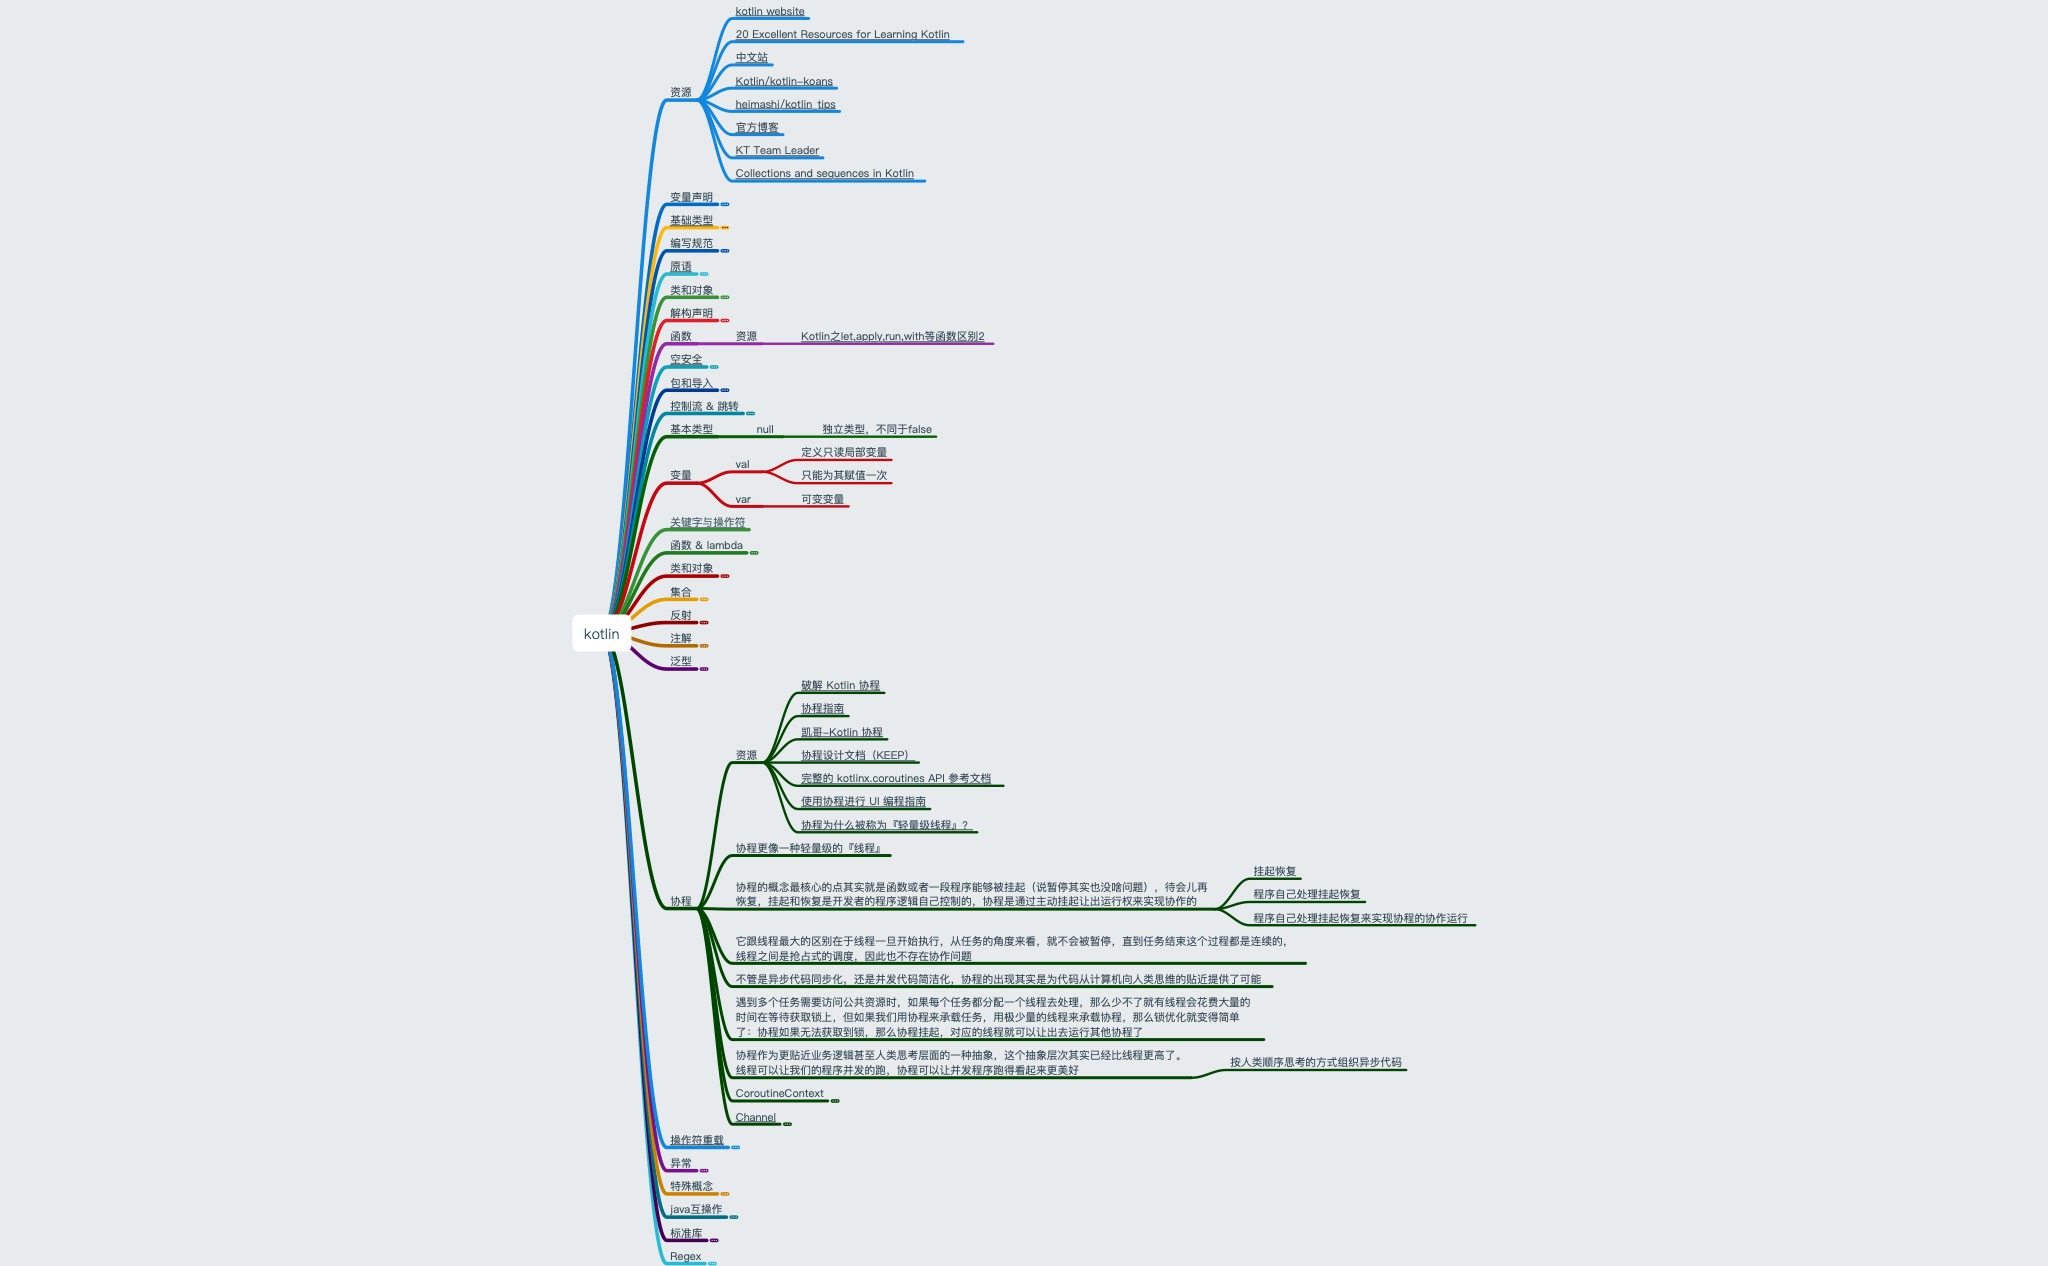 kotlin website
20 Excellent Resources for Learning Kotlin
中文站
Kotlin/kotlin-koans
资源
heimashi/kotlin_tips
官方博客
KT Team Leader
Collections and sequences in Kotlin
变量声明
基础类型
编写规范
原语
类和对象
解构声明
函数 资源 Kotlin之let,apply,run,with等函数区别2
空安全
包和导入
控制流 & 跳转
基本类型 null 独立类型，不同于false
定义只读局部变量
val
变量
只能为其赋值一次
var 可变变量
关键字与操作符
函数 & lambda
类和对象
集合
反射
kotlin
注解
泛型
破解 Kotlin 协程
协程指南
凯哥-Kotlin 协程
资源 协程设计文档（KEEP）
完整的 kotlinx.coroutines API 参考文档
使用协程进行 UI 编程指南
协程为什么被称为『轻量级线程』？
协程更像一种轻量级的『线程』
挂起恢复
协程的概念最核心的点其实就是函数或者一段程序能够被挂起（说暂停其实也没啥问题），待会儿再
恢复，挂起和恢复是开发者的程序逻辑自己控制的，协程是通过主动挂起让出运行权来实现协作的
程序自己处理挂起恢复
协程
程序自己处理挂起恢复来实现协程的协作运行
它跟线程最大的区别在于线程一旦开始执行，从任务的角度来看，就不会被暂停，直到任务结束这个过程都是连续的，
线程之间是抢占式的调度，因此也不存在协作问题
不管是异步代码同步化，还是并发代码简洁化，协程的出现其实是为代码从计算机向人类思维的贴近提供了可能
遇到多个任务需要访问公共资源时，如果每个任务都分配一个线程去处理，那么少不了就有线程会花费大量的
时间在等待获取锁上，但如果我们用协程来承载任务，用极少量的线程来承载协程，那么锁优化就变得简单
了：协程如果无法获取到锁，那么协程挂起，对应的线程就可以让出去运行其他协程了
协程作为更贴近业务逻辑甚至人类思考层面的一种抽象，这个抽象层次其实已经比线程更高了。
线程可以让我们的程序并发的跑，协程可以让并发程序跑得看起来更美好
按人类顺序思考的方式组织异步代码
CoroutineContext
Channel
操作符重载
异常
特殊概念
java互操作
标准库
Regex